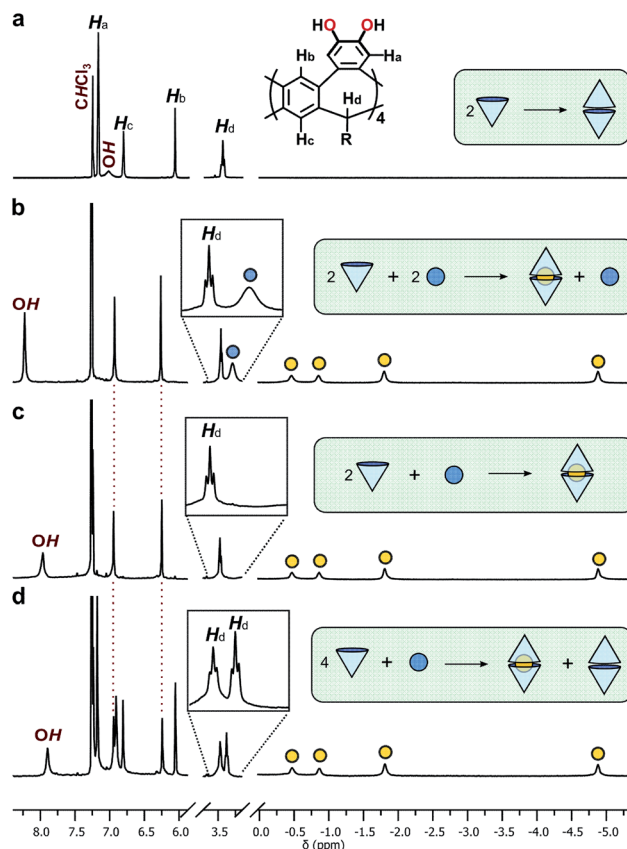 a
HO OH
Ha
CHCl3
Hb
Ha
OH
Hc
Hb
Hd
Hd
4
Hc
R
2
b
OH
Hd
2 + 2 +
c
OH
Hd
2 +
d
OH
Hd Hd
4 + +
8.0 7.5 7.0 6.5 6.0 3.5 0.0 -0.5 -1.0 -1.5 -2.0 -2.5 -3.0 -3.5 -4.0 -4.5 -5.0
δ (ppm)